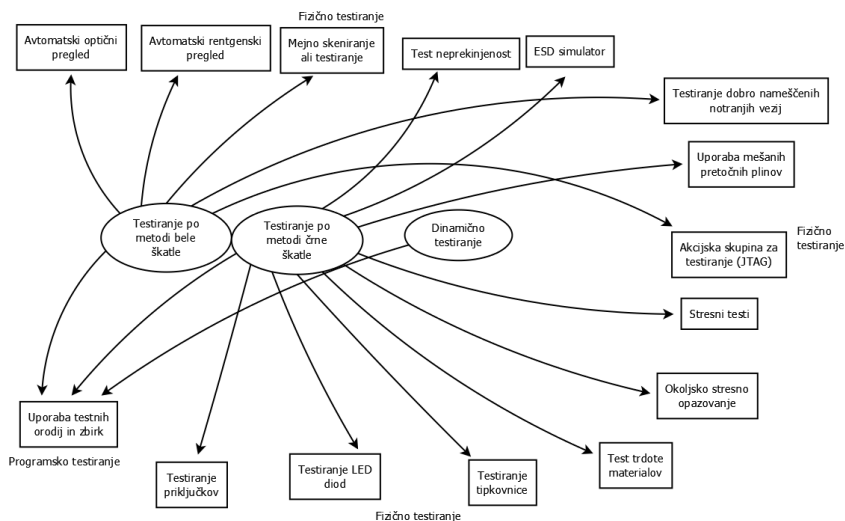 Fizično testiranje
Avtomatski optični
pregled
Avtomatski rentgenski
pregled
Mejno skeniranje
ali testiranje
Test neprekinjenost
ESD simulator
Testiranje dobro nameščenih
notranjih vezij
Uporaba mešanih
pretočnih plinov
Testiranje po
metodi bele
škatle
Testiranje po
metodi črne
škatle
Dinamično
testiranje
Akcijska skupina za
testiranje (JTAG)
Fizično
testiranje
Stresni testi
Okoljsko stresno
opazovanje
Uporaba testnih
orodij in zbirk
Programsko testiranje
Testiranje
priključkov
Testiranje LED
diod
Testiranje
tipkovnice
Test trdote
materialov
Fizično testiranje